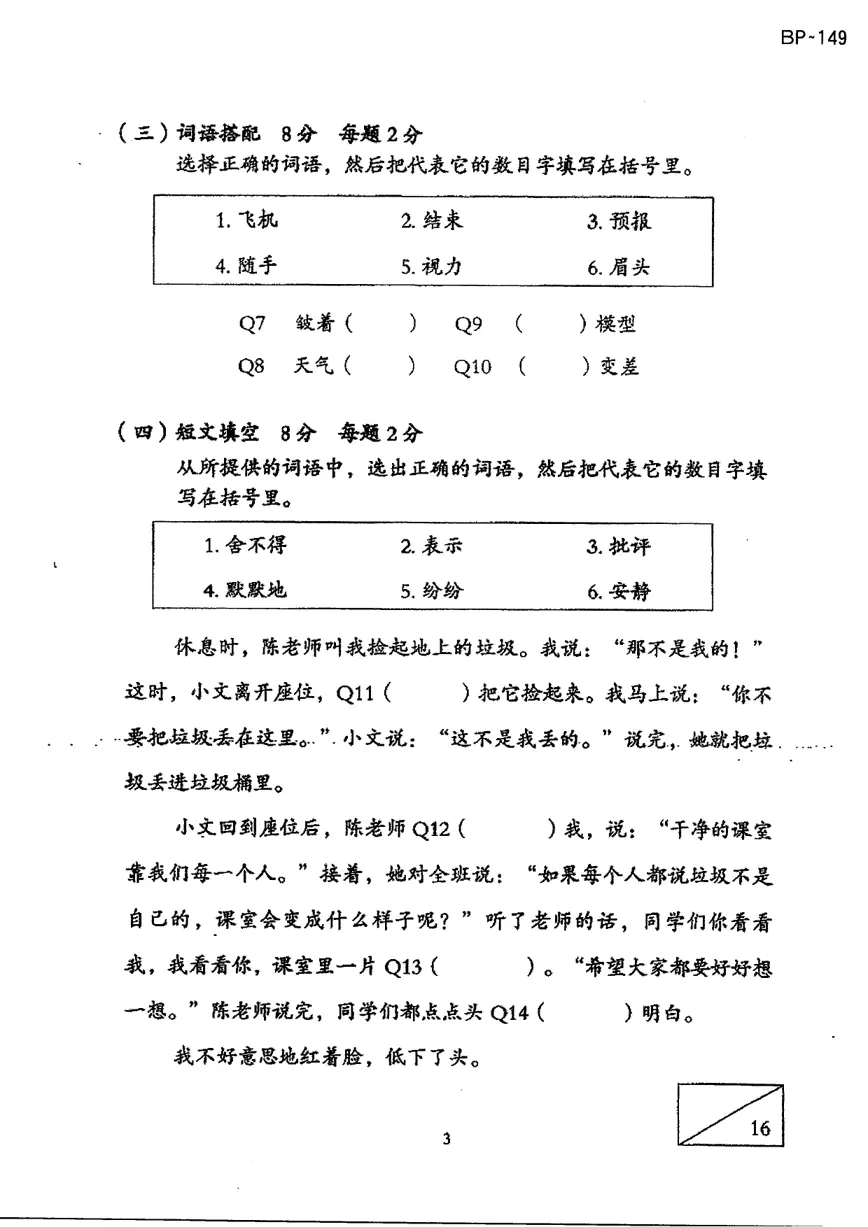 BP~149
(三)词语搭配 8分 每题2分
选择正确的词语，然后把代表它的数目字填写在括号里。
1. 飞机 2. 结束 3. 预报
4. 随手 5. 视力 6. 眉头
Q7 皱着( ) Q9 ( )模型
Q8 天气( ) Q10 ( )变差
(四)短文填空 8分 每题2分
从所提供的词语中，选出正确的词语，然后把代表它的数目字填
写在括号里。
1. 舍不得 2. 表示 3. 批评
4. 默默地 5. 纷纷 6. 安静
休息时，陈老师叫我捡起地上的垃圾。我说：“那不是我的！”
这时，小文离开座位，Q11( )把它捡起来。我马上说：“你不
要把垃圾丢在这里。”小文说：“这不是我丢的。”说完，她就把垃
圾丢进垃圾桶里。
小文回到座位后，陈老师Q12( )我，说：“干净的课室
靠我们每一个人。”接着，她对全班说：“如果每个人都说垃圾不是
自己的，课室会变成什么样子呢？”听了老师的话，同学们你看看
我，我看看你，课室里一片Q13( )。“希望大家都要好好想
一想。”陈老师说完，同学们都点点头Q14( )明白。
我不好意思地红着脸，低下了头。
16
3